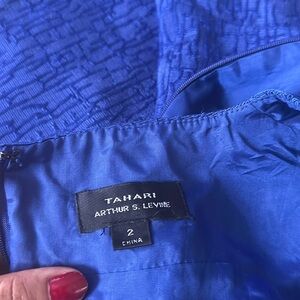 TAHARI
ARTHUR S. LEVINE
2
CHINA